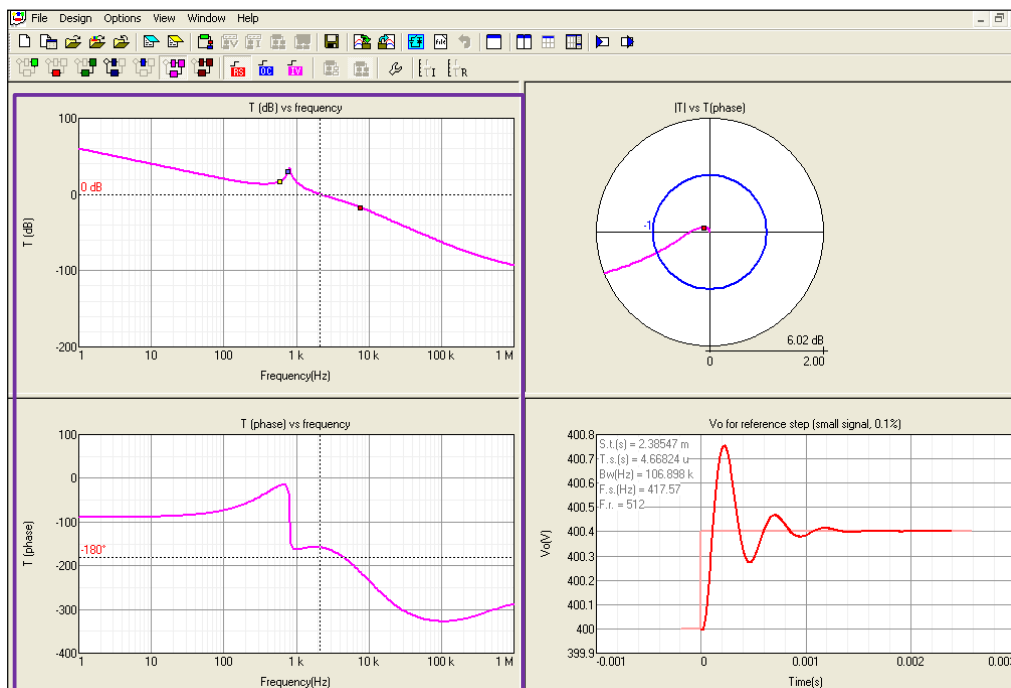 File Design Options View Window Help
T (dB) vs frequency
100
0 dB
0
-100
-200
T (dB)
1 10 100 1 k 10 k 100 k 1 M
Frequency(Hz)
|T| vs T(phase)
-1
6.02 dB
0 2.00
T (phase) vs frequency
100
0
-100
-180°
-200
-300
-400
T (phase)
1 10 100 1 k 10 k 100 k 1 M
Frequency(Hz)
Vo for reference step (small signal, 0.1%)
400.8
400.7
400.6
400.5
400.4
400.3
400.2
400.1
400
399.9
Vo(V)
S.t.(s) = 2.38547 m
T.s.(s) = 4.66824 u
Bw(Hz) = 106.898 k
F.s.(Hz) = 417.57
F.r. = 512
-0.001 0 0.001 0.002 0.003
Time(s)